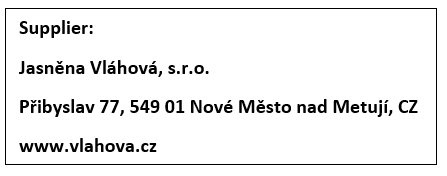 Supplier:
Jasněna Vláhová, s.r.o.
Přibyslav 77, 549 01 Nové Město nad Metují, CZ
www.vlahova.cz